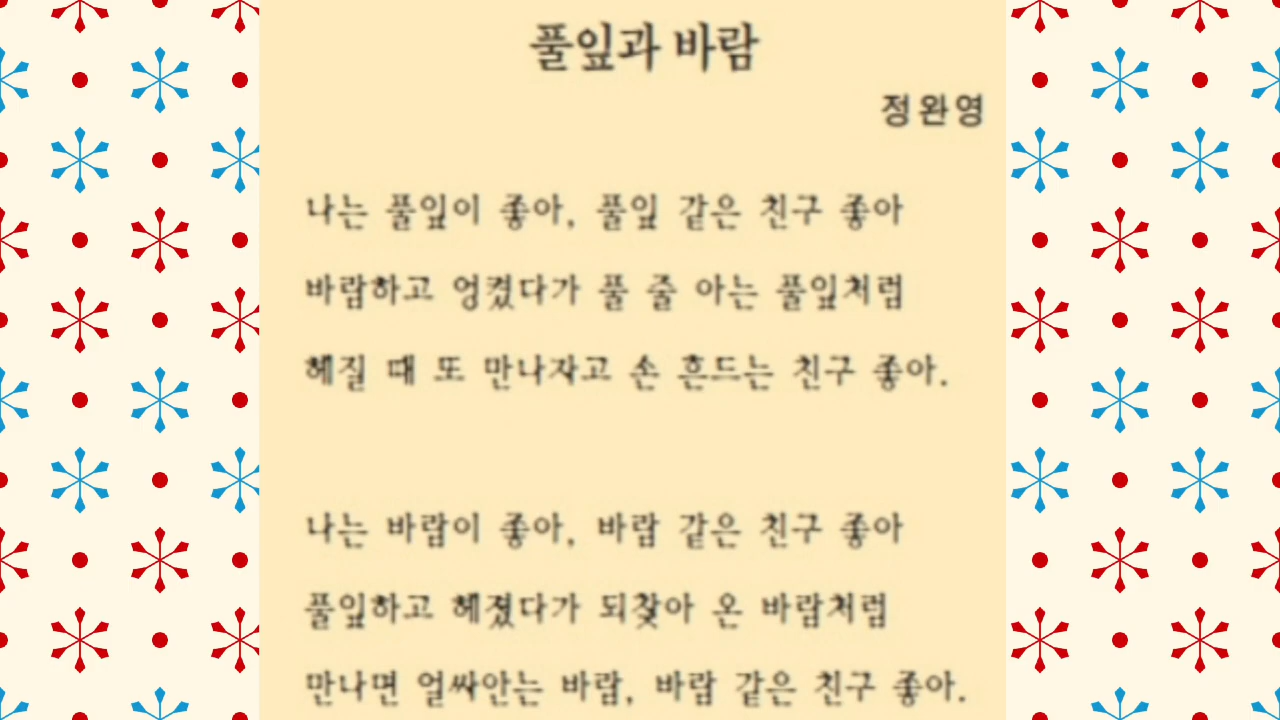 풀잎과 바람
정완영
나는 풀잎이 좋아, 풀잎 같은 친구 좋아
바람하고 엉켰다가 풀 줄 아는 풀잎처럼
헤질 때 또 만나자고 손 흔드는 친구 좋아.
나는 바람이 좋아, 바람 같은 친구 좋아
풀잎하고 헤졌다가 되찾아 온 바람처럼
만나면 얼싸안는 바람, 바람 같은 친구 좋아.